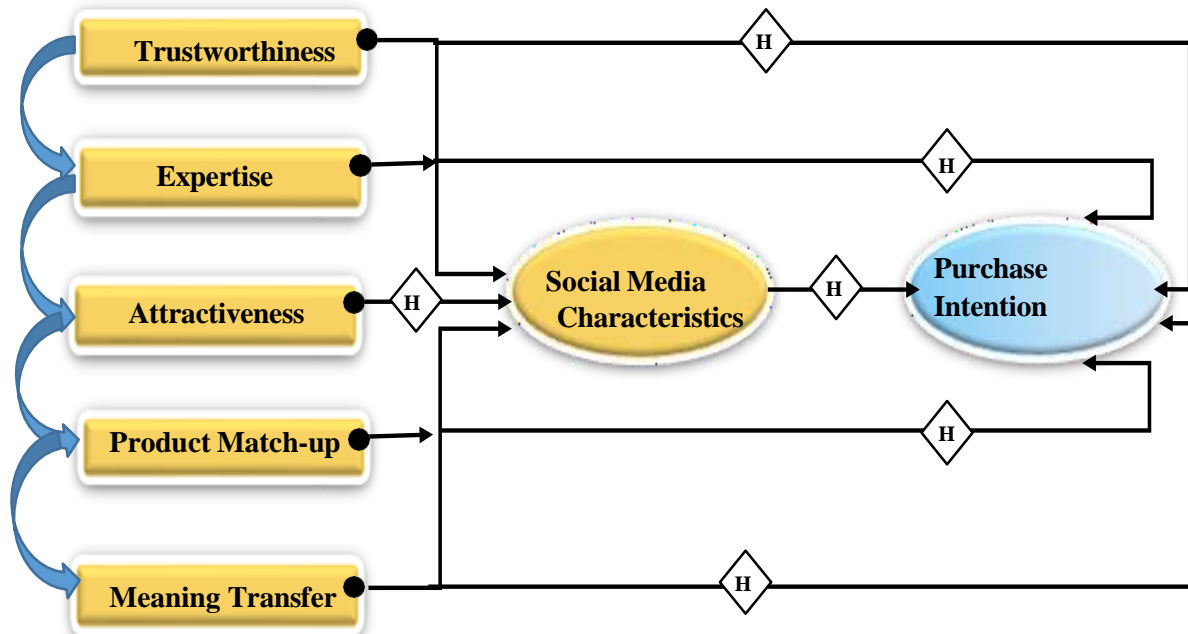 Trustworthiness
H
Expertise
H
Social Media
Characteristics
Purchase
Intention
Attractiveness
H
H
Product Match-up
H
Meaning Transfer
H